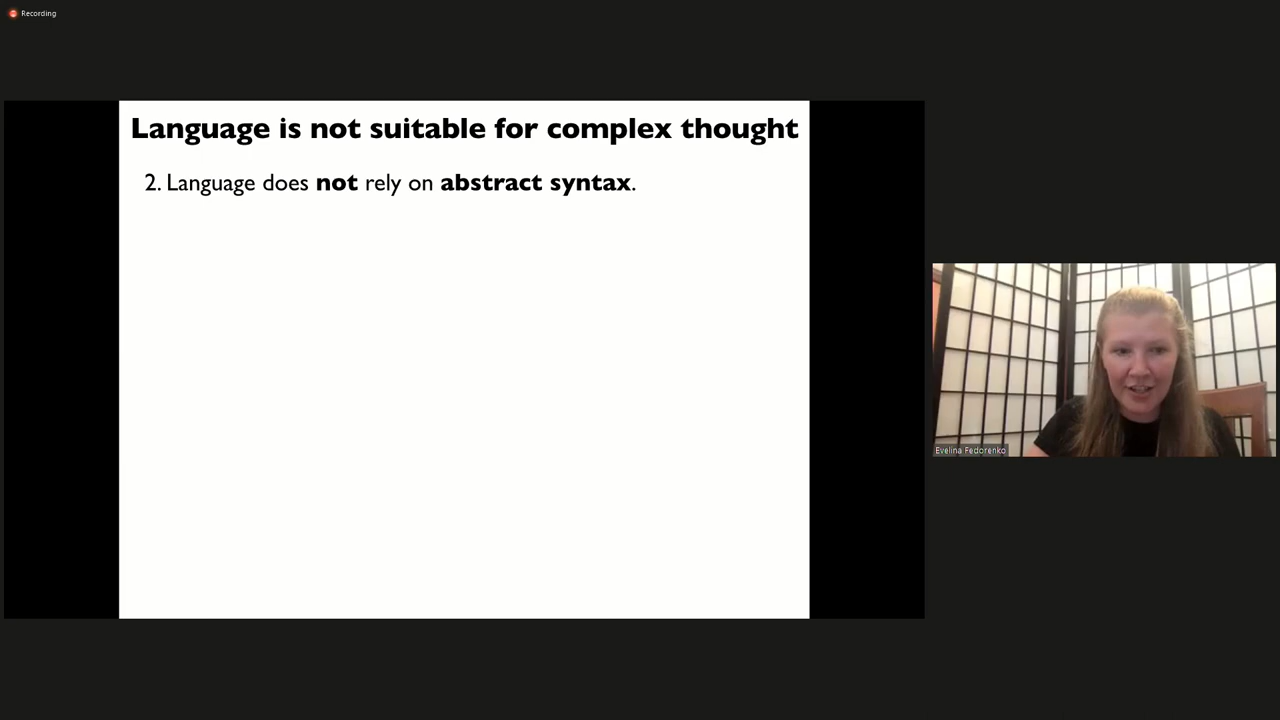 Recording
Language is not suitable for complex thought
2. Language does not rely on abstract syntax.
Evelina Fedorenko